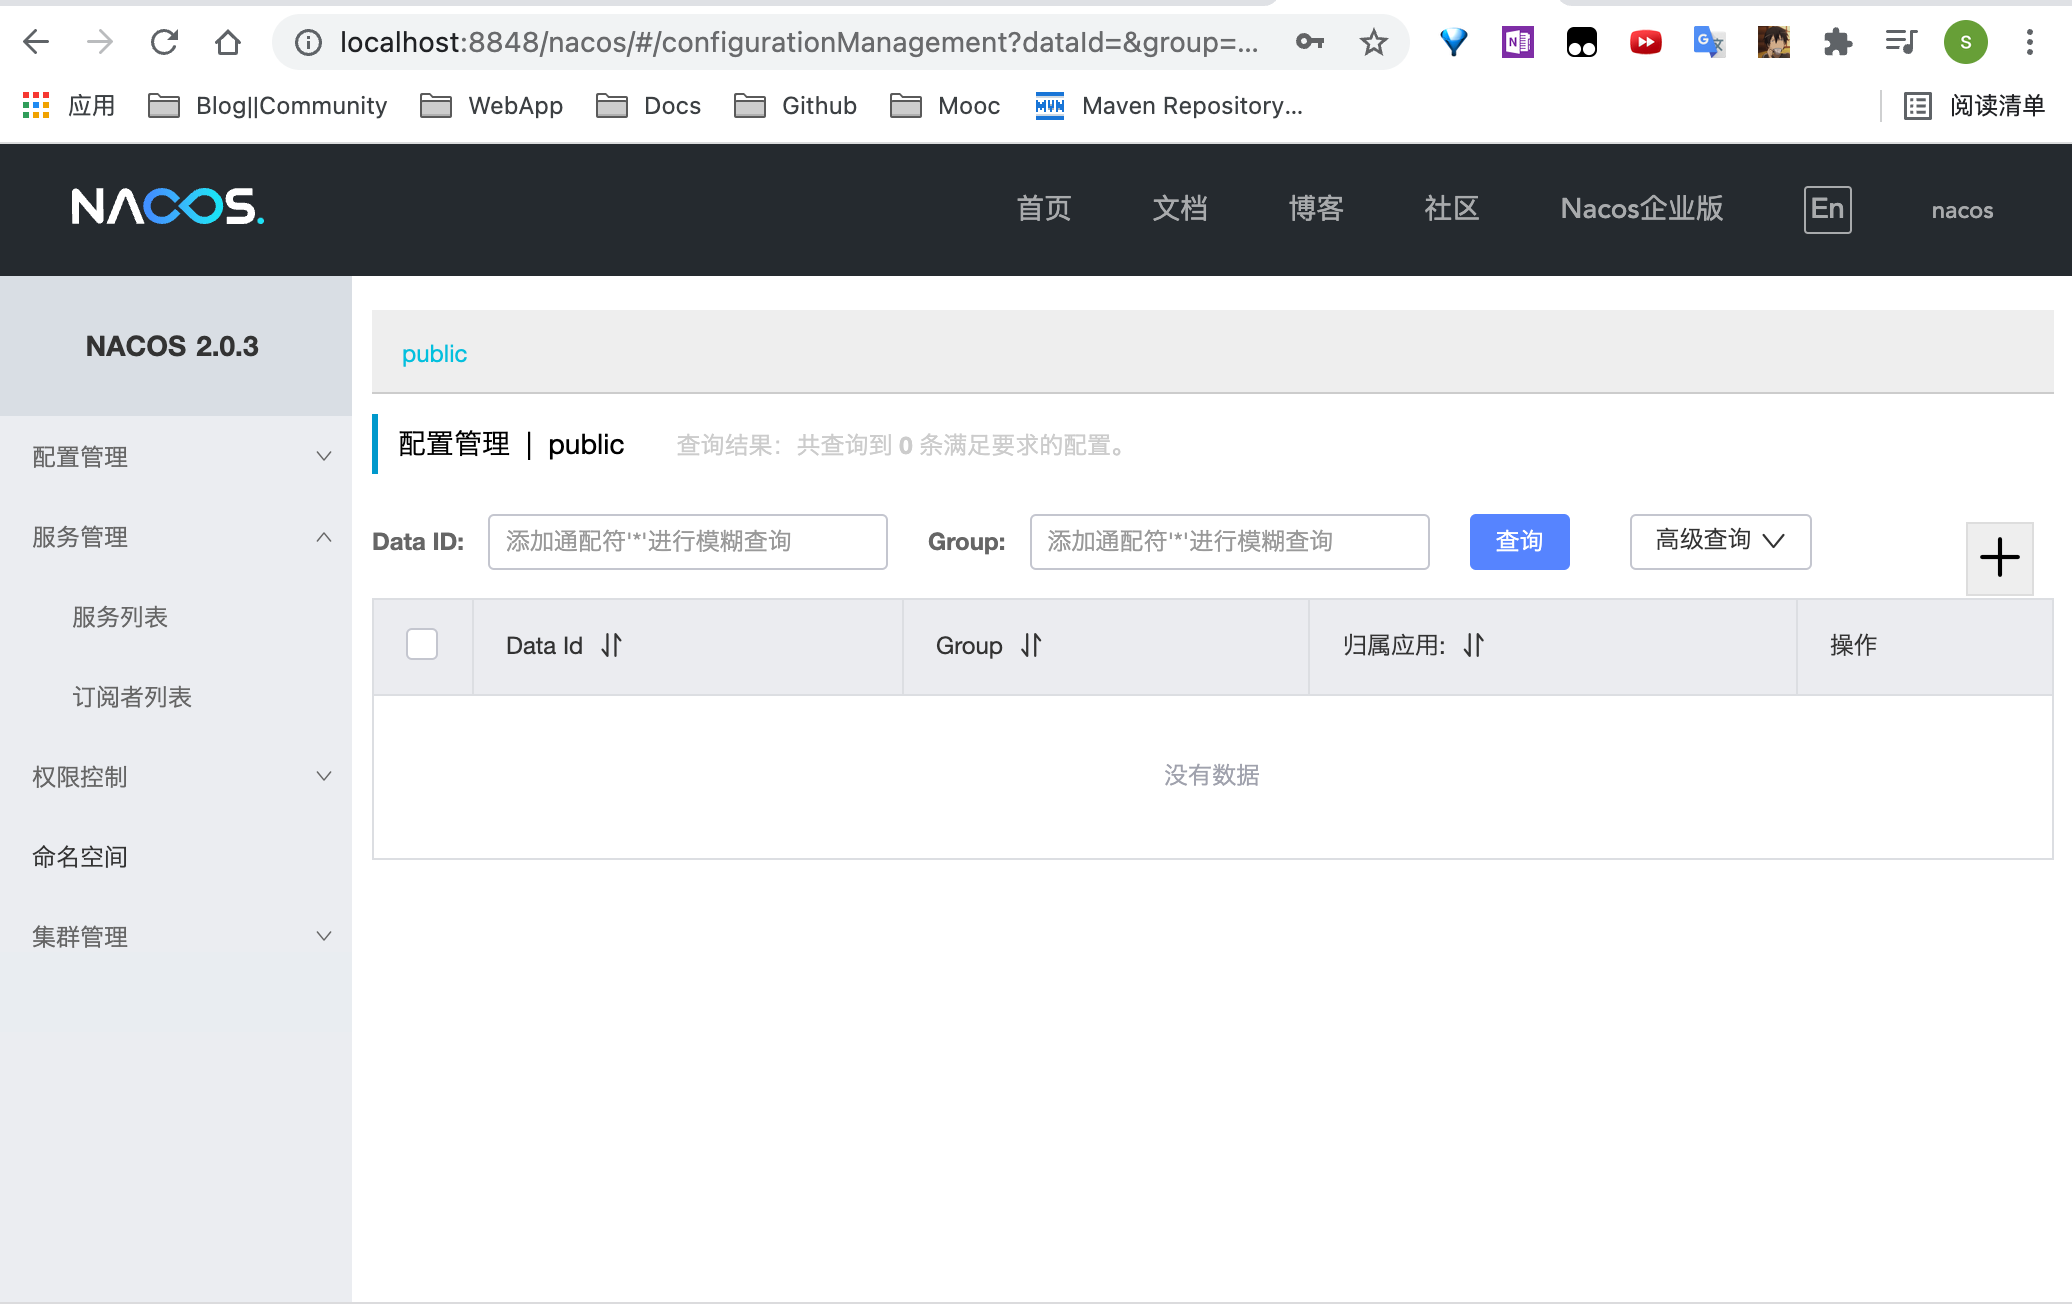 localhost:8848/nacos/#/configurationManagement?dataId=&group=...
S
应用 Blog||Community WebApp Docs Github Mooc MVN Maven Repository... 阅读清单
NACOS. 首页 文档 博客 社区 Nacos企业版 En nacos
NACOS 2.0.3
配置管理
服务管理
服务列表
订阅者列表
权限控制
命名空间
集群管理
public
配置管理 | public 查询结果：共查询到 0 条满足要求的配置。
Data ID: 添加通配符'*'进行模糊查询 Group: 添加通配符'*'进行模糊查询 查询 高级查询
Data Id Group 归属应用: 操作
没有数据